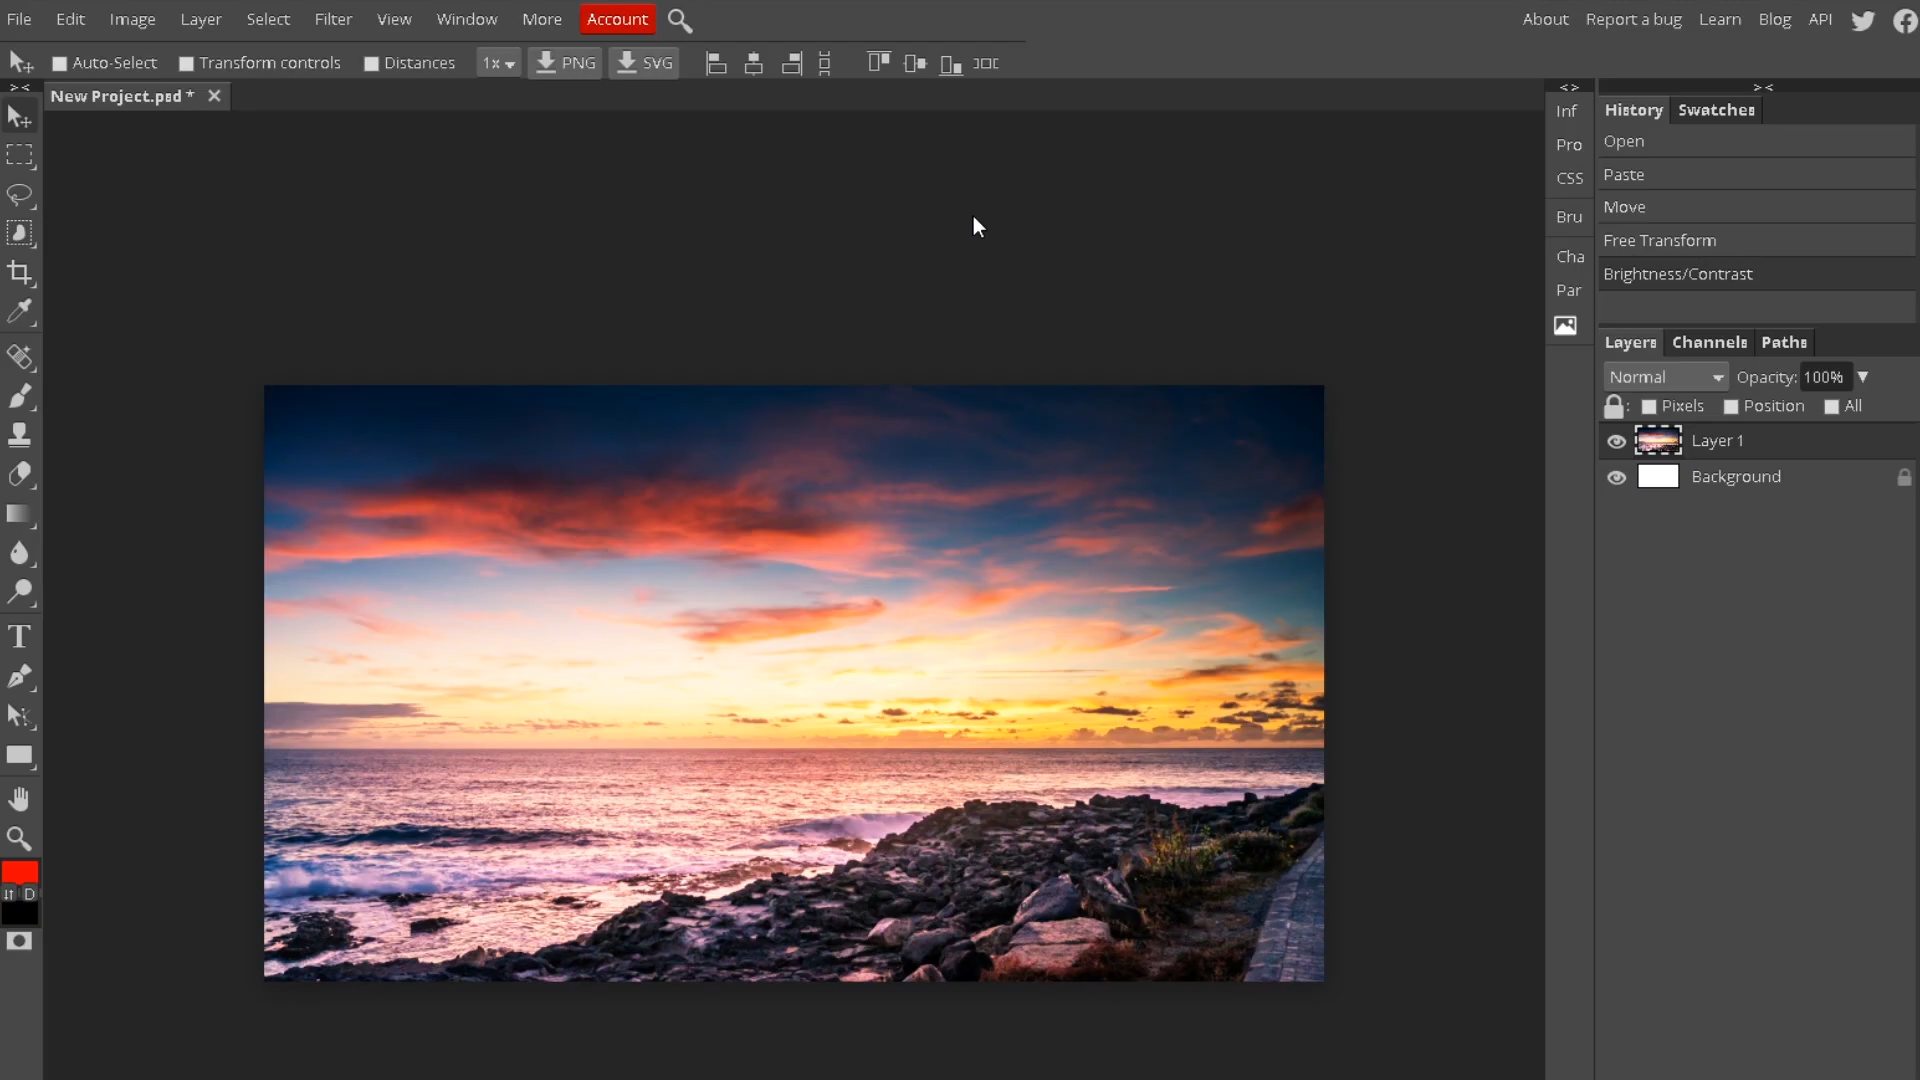 File Edit Image Layer Select Filter View Window More Account About Report a bug Learn Blog API
Auto-Select Transform controls Distances 1x PNG SVG
> < < > > <
New Project.psd *
Inf
Pro
CSS
Bru
Cha
Par
History Swatches
Open
Paste
Move
Free Transform
Brightness/Contrast
Layers Channels Paths
Normal Opacity: 100%
: Pixels Position All
Layer 1
Background
T
D